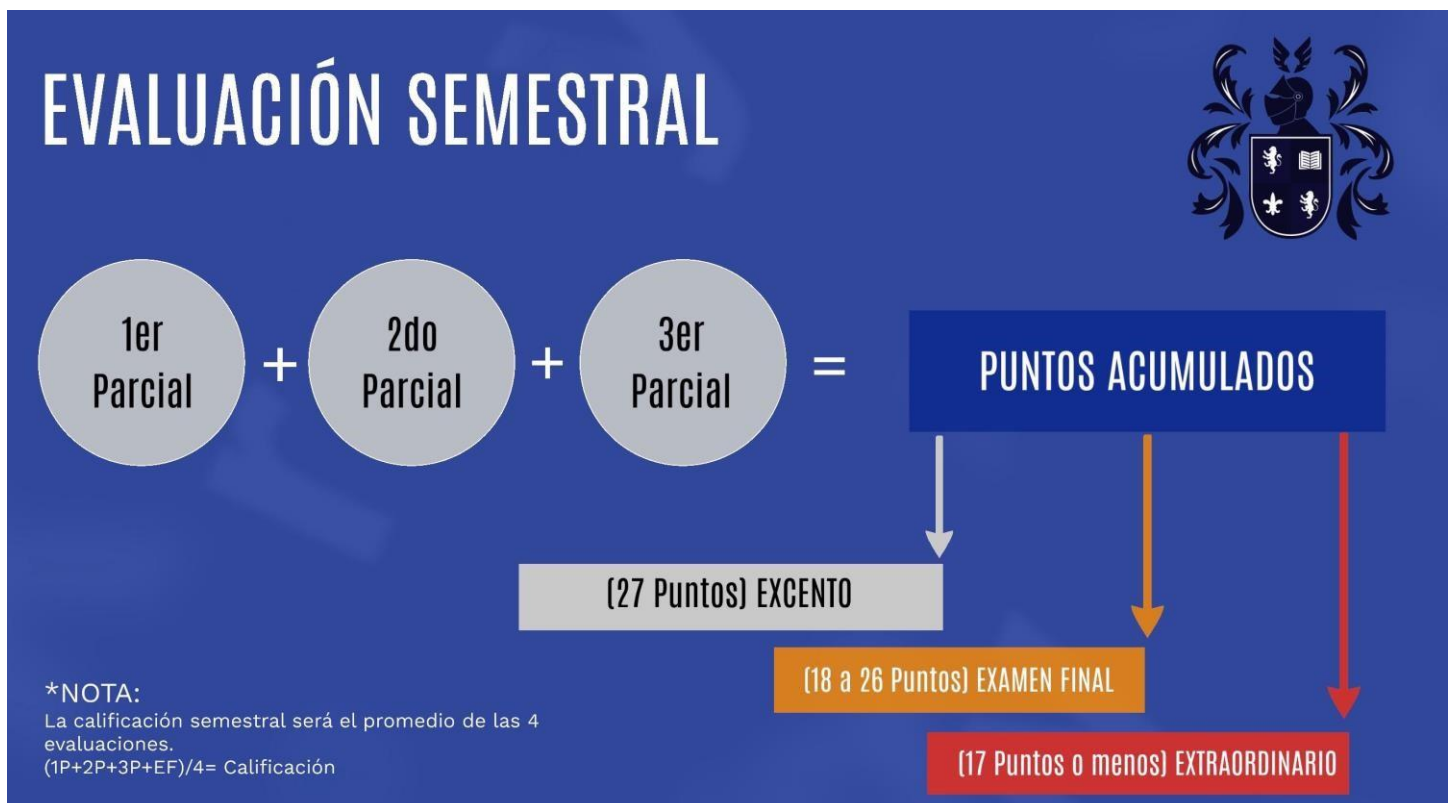 EVALUACIÓN SEMESTRAL
1er
Parcial
+
2do
Parcial
+
3er
Parcial
=
PUNTOS ACUMULADOS
(27 Puntos) EXCENTO
(18 a 26 Puntos) EXAMEN FINAL
(17 Puntos o menos) EXTRAORDINARIO
*NOTA:
La calificación semestral será el promedio de las 4
evaluaciones.
(1P+2P+3P+EF)/4= Calificación